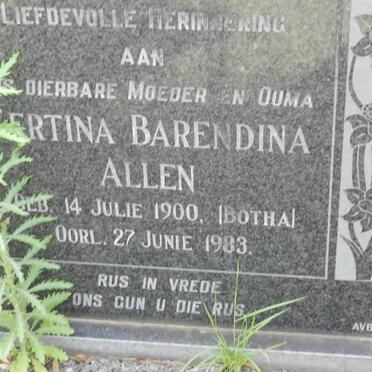 LIEFDEVOLLE HERINNERING
AAN
DIERBARE MOEDER EN OUMA
BARENDINA
ALLEN
GEB. 14 JULIE 1900, [BOTHA]
OORL. 27 JUNIE 1983.
RUS IN VREDE
ONS GUN U DIE RUS
AVB